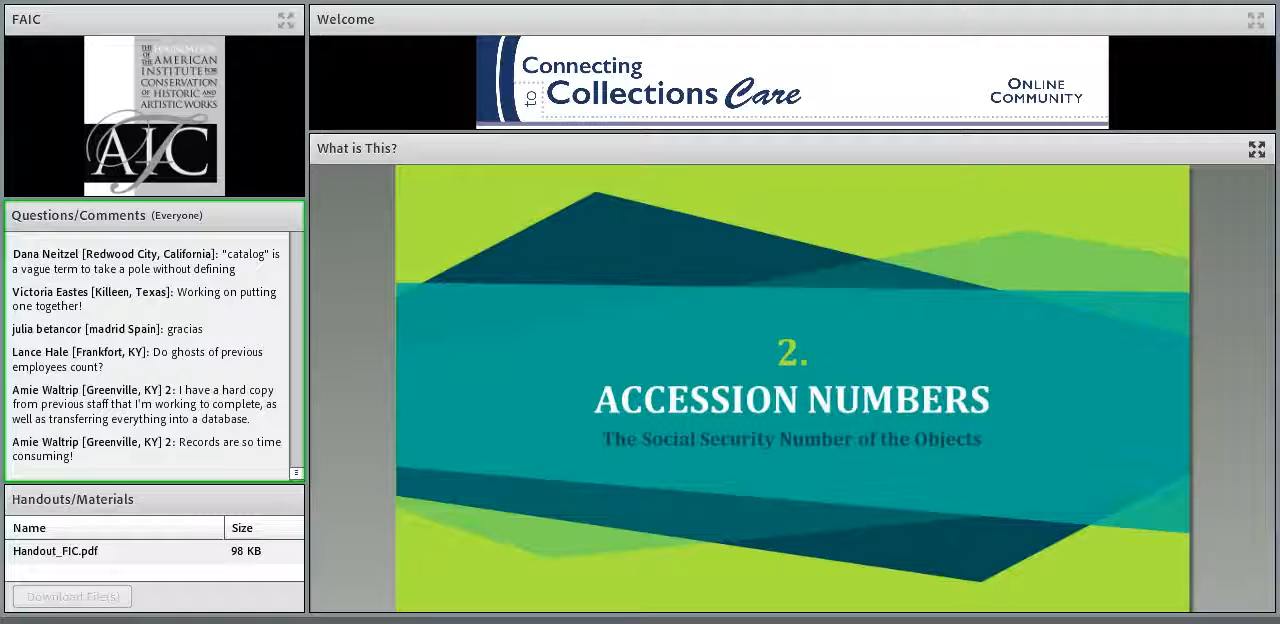 FAIC
THE FOUNDATION
OF THE AMERICAN
INSTITUTE FOR
CONSERVATION
OF HISTORIC AND
ARTISTIC WORKS
AIC
Questions/Comments (Everyone)
Dana Neitzel [Redwood City, California]: "catalog" is
a vague term to take a pole without defining
Victoria Eastes [Killeen, Texas]: Working on putting
one together!
julia betancor [madrid Spain]: gracias
Lance Hale [Frankfort, KY]: Do ghosts of previous
employees count?
Amie Waltrip [Greenville, KY] 2: I have a hard copy
from previous staff that I'm working to complete, as
well as transferring everything into a database.
Amie Waltrip [Greenville, KY] 2: Records are so time
consuming!
Handouts/Materials
Name Size
Handout_FIC.pdf 98 KB
Download File(s)
Welcome
Connecting
to Collections Care
ONLINE
COMMUNITY
What is This?
2.
ACCESSION NUMBERS
The Social Security Number of the Objects